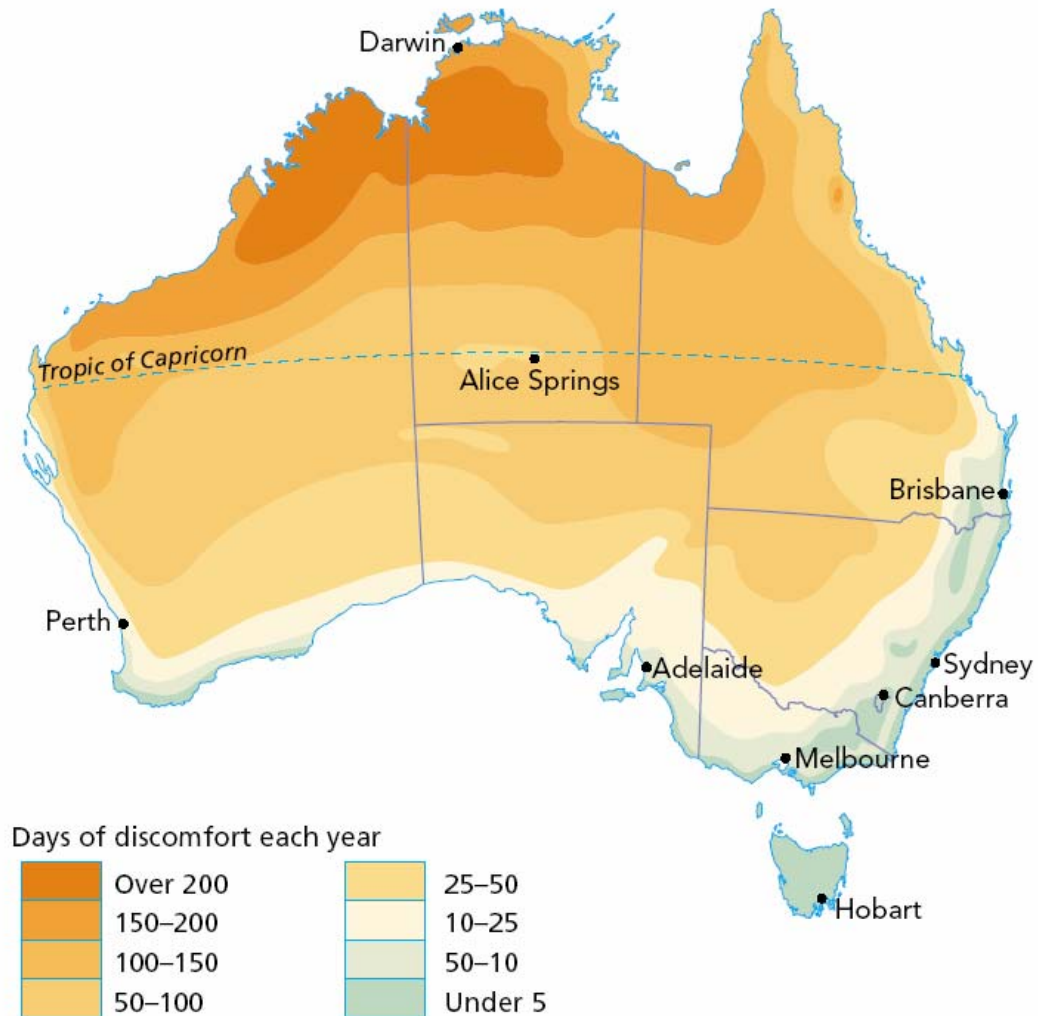 Darwin
Tropic of Capricorn
Alice Springs
Brisbane
Perth
Adelaide
Sydney
Canberra
Melbourne
Hobart
Days of discomfort each year
Over 200
150–200
100–150
50–100
25–50
10–25
50–10
Under 5